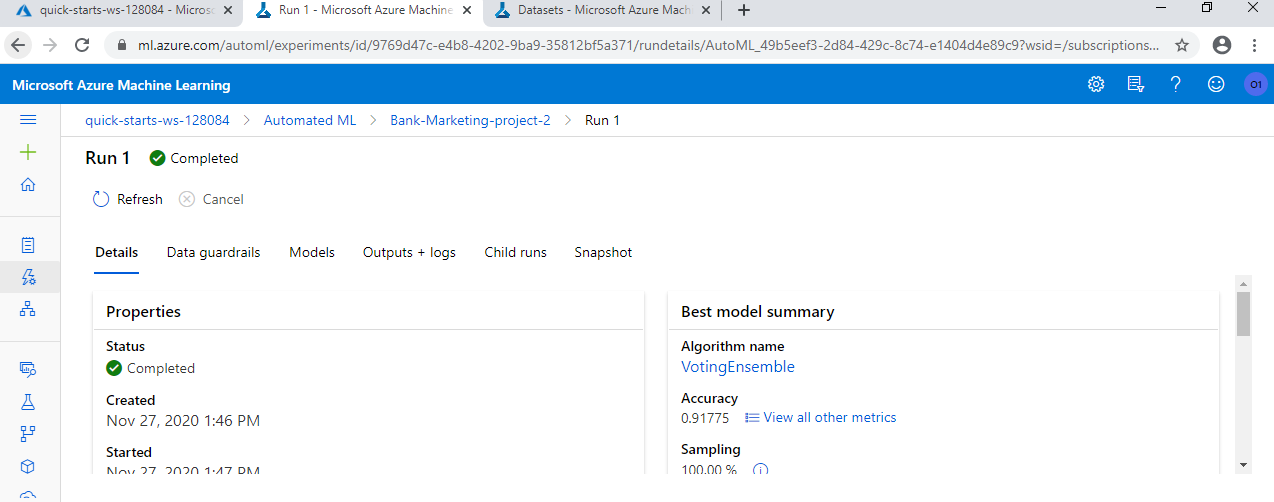 quick-starts-ws-128084 - Microso
Run 1 - Microsoft Azure Machine
Datasets - Microsoft Azure Mach
ml.azure.com/automl/experiments/id/9769d47c-e4b8-4202-9ba9-35812bf5a371/rundetails/AutoML_49b5eef3-2d84-429c-8c74-e1404d4e89c9?wsid=/subscriptions...
Microsoft Azure Machine Learning
O1
quick-starts-ws-128084 > Automated ML > Bank-Marketing-project-2 > Run 1
Run 1 Completed
Refresh Cancel
Details Data guardrails Models Outputs + logs Child runs Snapshot
Properties
Status
Completed
Created
Nov 27, 2020 1:46 PM
Started
Nov 27, 2020 1:47 PM
Best model summary
Algorithm name
VotingEnsemble
Accuracy
0.91775 View all other metrics
Sampling
100.00 %